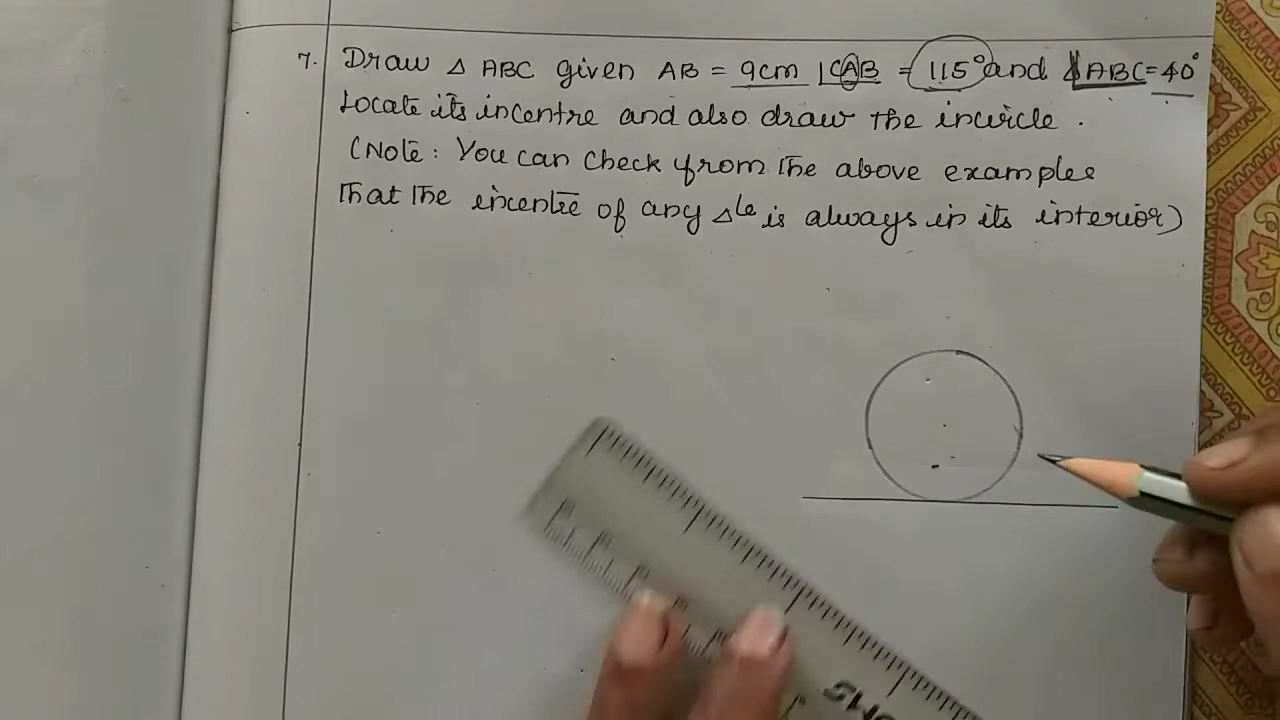 7. Draw △ ABC given AB = 9cm ∠CAB = 115° and ∠ABC = 40°
Locate its incentre and also draw the incircle.
(Note: You can check from the above examples
that the incentre of any △le is always in its interior)